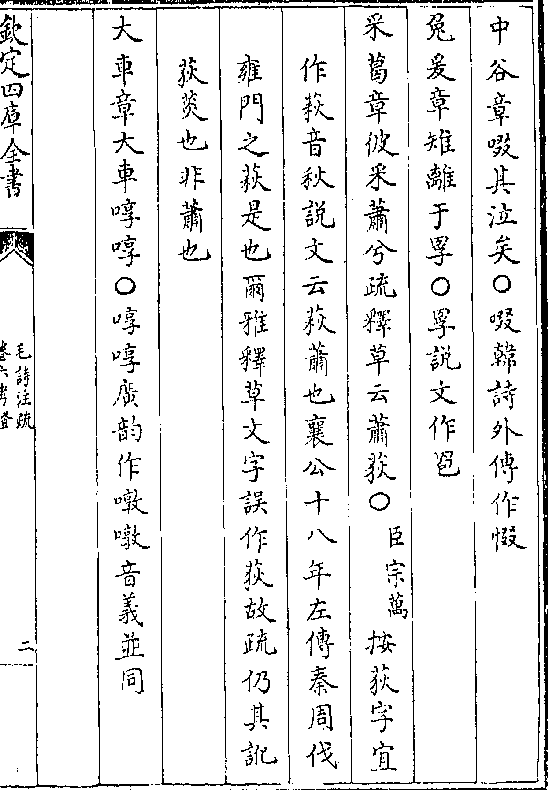 中谷章啜其泣矣○啜韓詩外傳作惙
兔爰章雉離于罦○罦說文作䍖
采葛章彼采蕭兮疏釋草云蕭荻○臣宗萬按荻字宜
作萩音秋說文云萩蕭也襄公十八年左傳秦周伐
雍門之萩是也爾雅釋草文字誤作荻故疏仍其訛
荻菼也非蕭也
大車章大車啍啍○啍啍廣韵作噋噋音義並同
欽定四庫全書
毛詩注疏
卷六考證
二